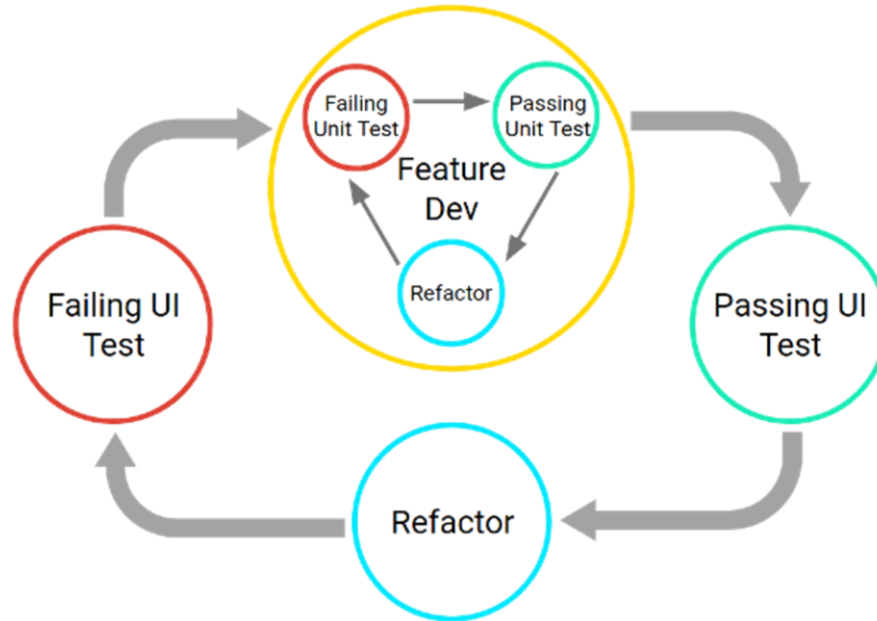 Failing
Unit Test
Passing
Unit Test
Feature
Dev
Refactor
Failing UI
Test
Passing UI
Test
Refactor